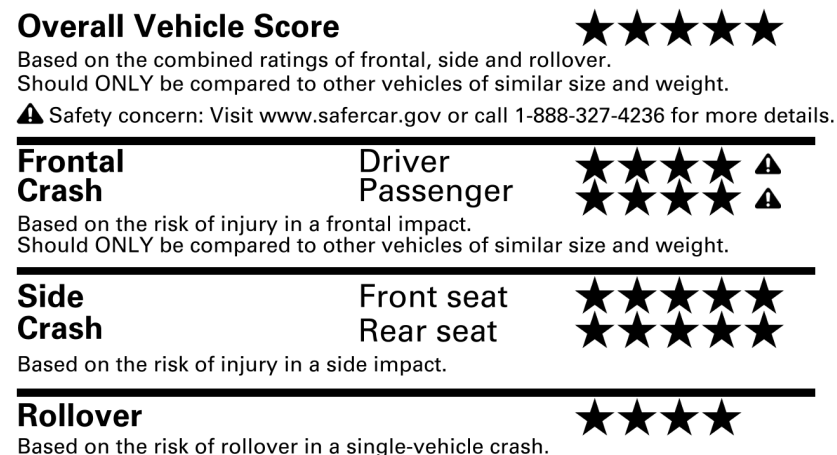 Overall Vehicle Score ★★★★★
Based on the combined ratings of frontal, side and rollover.
Should ONLY be compared to other vehicles of similar size and weight.
⚠ Safety concern: Visit www.safercar.gov or call 1-888-327-4236 for more details.
Frontal Driver ★★★★ ⚠
Crash Passenger ★★★★ ⚠
Based on the risk of injury in a frontal impact.
Should ONLY be compared to other vehicles of similar size and weight.
Side Front seat ★★★★★
Crash Rear seat ★★★★★
Based on the risk of injury in a side impact.
Rollover ★★★★
Based on the risk of rollover in a single-vehicle crash.